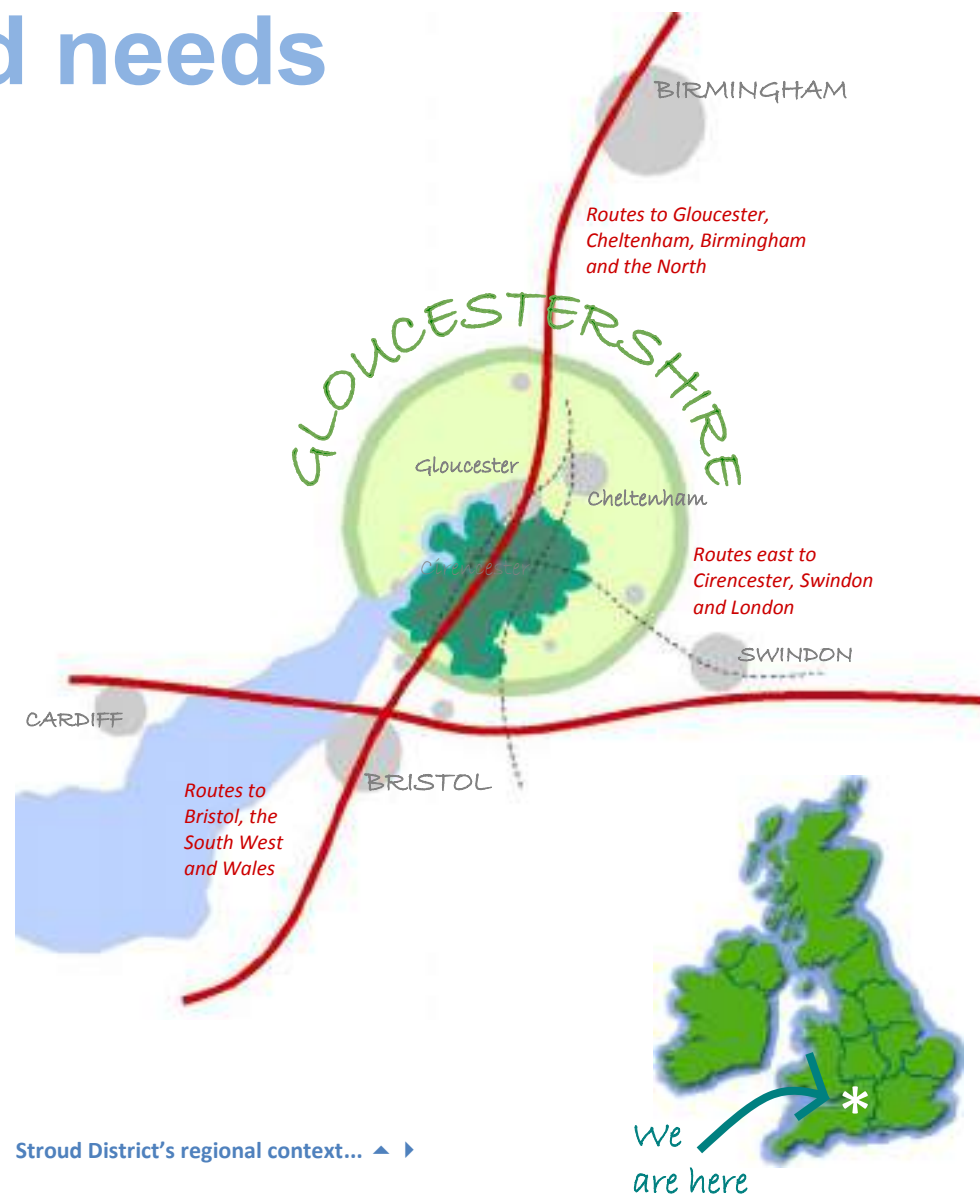 d needs
BIRMINGHAM
Routes to Gloucester,
Cheltenham, Birmingham
and the North
GLOUCESTERSHIRE
Gloucester
Cheltenham
Cirencester
Routes east to
Cirencester, Swindon
and London
SWINDON
CARDIFF
BRISTOL
Routes to
Bristol, the
South West
and Wales
*
We
are here
Stroud District’s regional context...